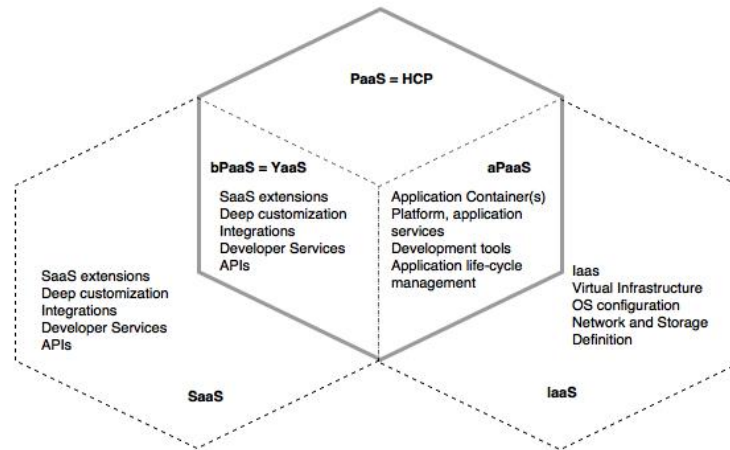 PaaS = HCP
bPaaS = YaaS
SaaS extensions
Deep customization
Integrations
Developer Services
APIs
aPaaS
Application Container(s)
Platform, application
services
Development tools
Application life-cycle
management
SaaS extensions
Deep customization
Integrations
Developer Services
APIs
SaaS
Iaas
Virtual Infrastructure
OS configuration
Network and Storage
Definition
IaaS